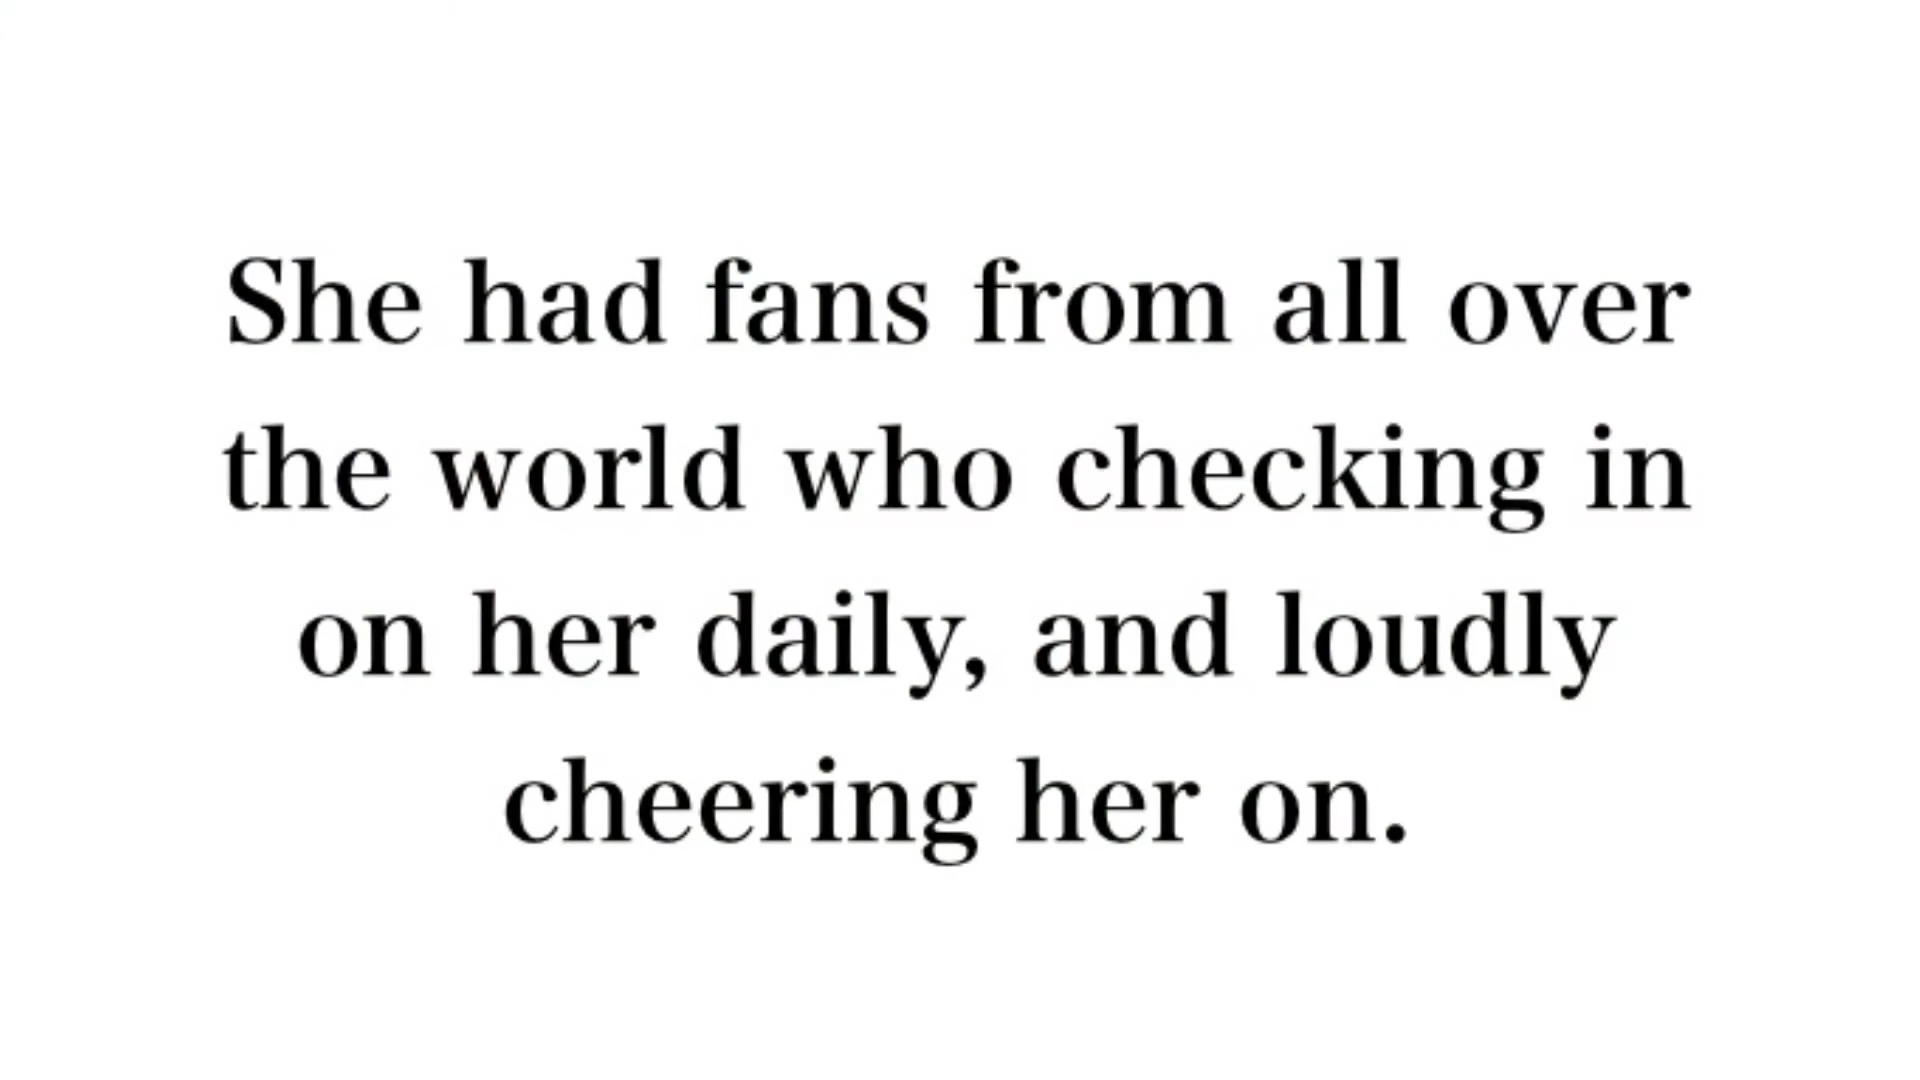 She had fans from all over
the world who checking in
on her daily, and loudly
cheering her on.